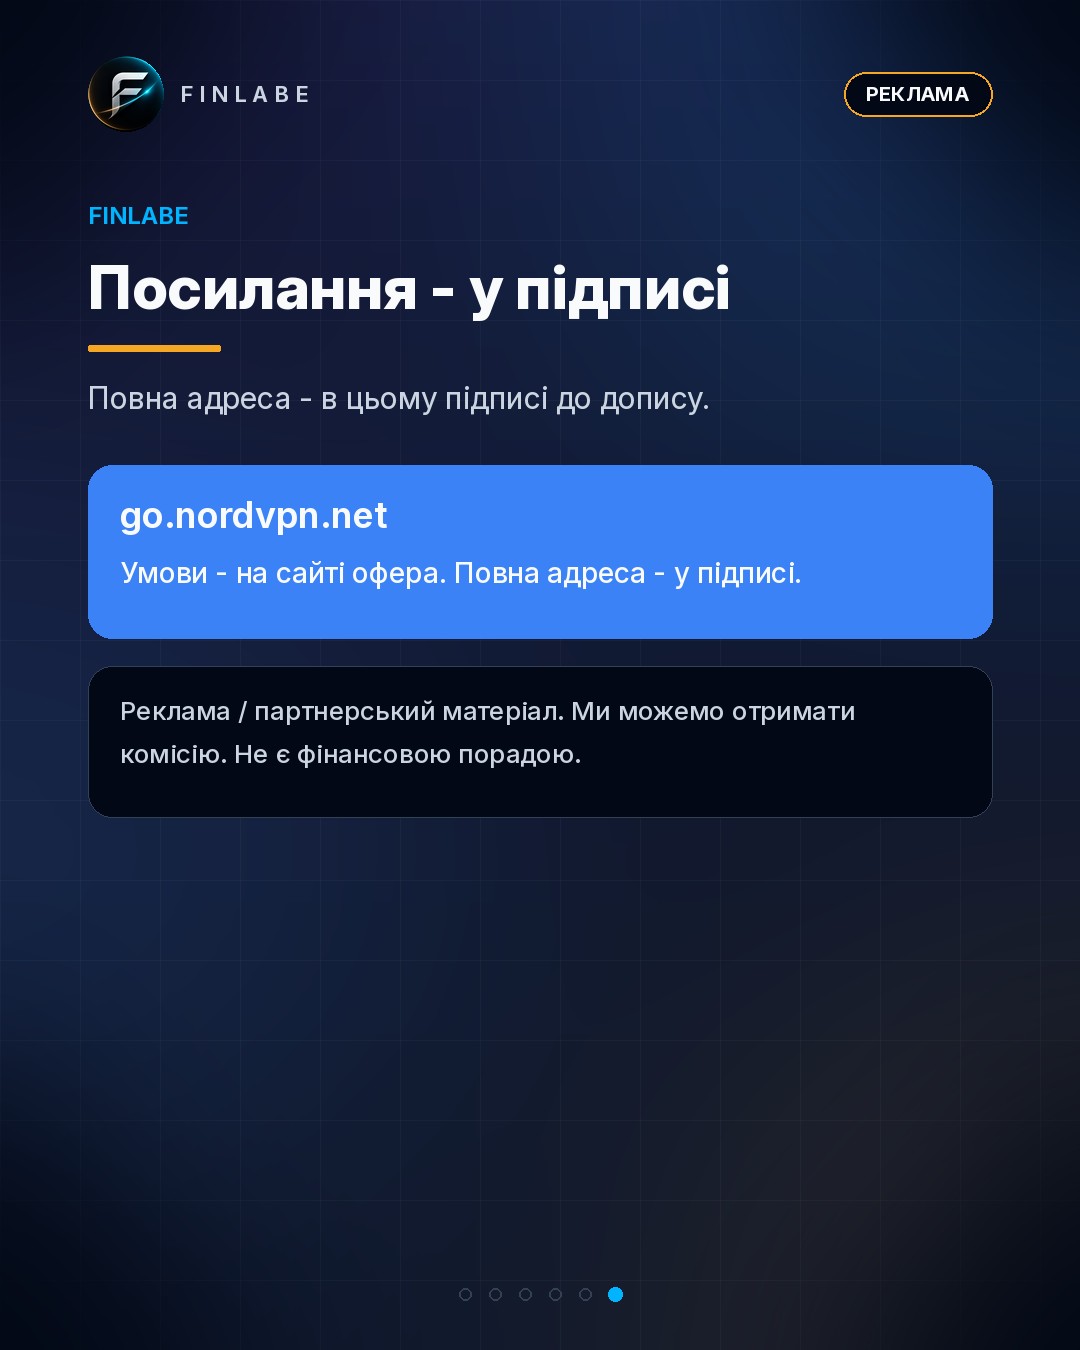 FINLABE
РЕКЛАМА
FINLABE
Посилання - у підписі
Повна адреса - в цьому підписі до допису.
go.nordvpn.net
Умови - на сайті офера. Повна адреса - у підписі.
Реклама / партнерський матеріал. Ми можемо отримати
комісію. Не є фінансовою порадою.